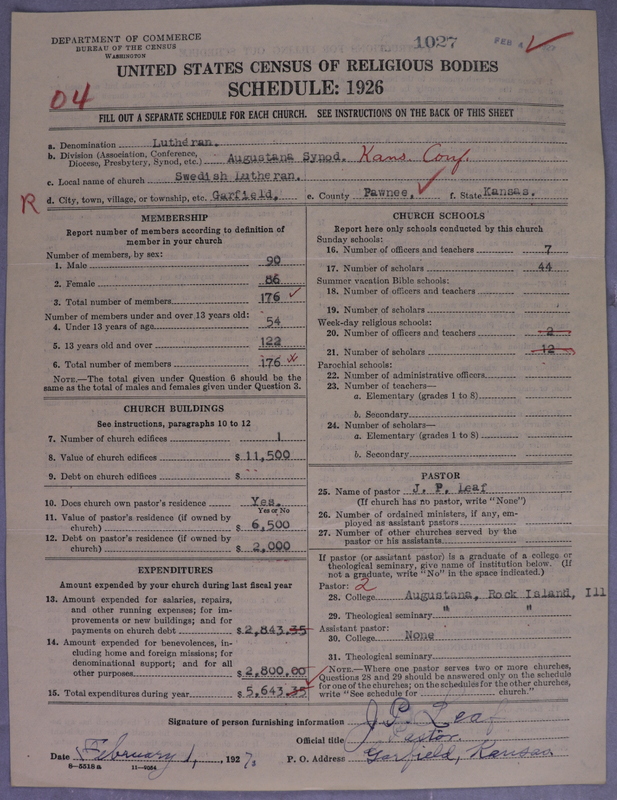 DEPARTMENT OF COMMERCE
BUREAU OF THE CENSUS
WASHINGTON
1027
FEB 4
UNITED STATES CENSUS OF RELIGIOUS BODIES
SCHEDULE: 1926
04
FILL OUT A SEPARATE SCHEDULE FOR EACH CHURCH. SEE INSTRUCTIONS ON THE BACK OF THIS SHEET
a. Denomination Lutheran.
b. Division (Association, Conference, Diocese, Presbytery, Synod, etc.) Augustana Synod. Kans. Conf.
c. Local name of church Swedish Lutheran.
R d. City, town, village, or township, etc. Garfield, e. County Pawnee, f. State Kansas.
MEMBERSHIP
Report number of members according to definition of
member in your church
Number of members, by sex:
1. Male 90
2. Female 86
3. Total number of members 176
Number of members under and over 13 years old:
4. Under 13 years of age 54
5. 13 years old and over 122
6. Total number of members 176
NOTE.—The total given under Question 6 should be
same as the total of males and females given under Question 3.
CHURCH BUILDINGS
See instructions, paragraphs 10 to 12
7. Number of church edifices 1
8. Value of church edifices $ 11,500
9. Debt on church edifices $ --
10. Does church own pastor's residence? Yes.
Yes or No
11. Value of pastor's residence (if owned by
church) $ 6,500
12. Debt on pastor's residence (if owned by
church) $ 2,000
EXPENDITURES
Amount expended by your church during last fiscal year
13. Amount expended for salaries, repairs,
and other running expenses; for im-
provements or new buildings; and for
payments on church debt $ 2,843.35
14. Amount expended for benevolences, in-
cluding home and foreign missions; for
denominational support; and for all
other purposes $ 2,800.00
15. Total expenditures during year $ 5,643.35
CHURCH SCHOOLS
Report here only schools conducted by this church
Sunday schools:
16. Number of officers and teachers 7
17. Number of scholars 44
Summer vacation Bible schools:
18. Number of officers and teachers
19. Number of scholars
Week-day religious schools:
20. Number of officers and teachers 2
21. Number of scholars 12
Parochial schools:
22. Number of administrative officers
23. Number of teachers—
a. Elementary (grades 1 to 8)
b. Secondary
24. Number of scholars—
a. Elementary (grades 1 to 8)
b. Secondary
PASTOR
25. Name of pastor J. P. Leaf
(If church has no pastor, write "None")
26. Number of ordained ministers, if any, em-
ployed as assistant pastors
27. Number of other churches served by the
pastor or his assistants
If pastor (or assistant pastor) is a graduate of a college or
theological seminary, give name of institution below. (If
not a graduate, write "No" in the space indicated.)
Pastor: 2
28. College Augustana, Rock Island, Ill
29. Theological seminary " "
Assistant pastor:
30. College None
31. Theological seminary
NOTE.—Where one pastor serves two or more churches,
Questions 28 and 29 should be answered only on the schedule
for one of the churches; on the schedules for the other churches,
write "See schedule for church."
Signature of person furnishing information J. P. Leaf
Official title Pastor.
Date February 1, 1927. P. O. Address Garfield, Kansas
8—5518 a 11—9054